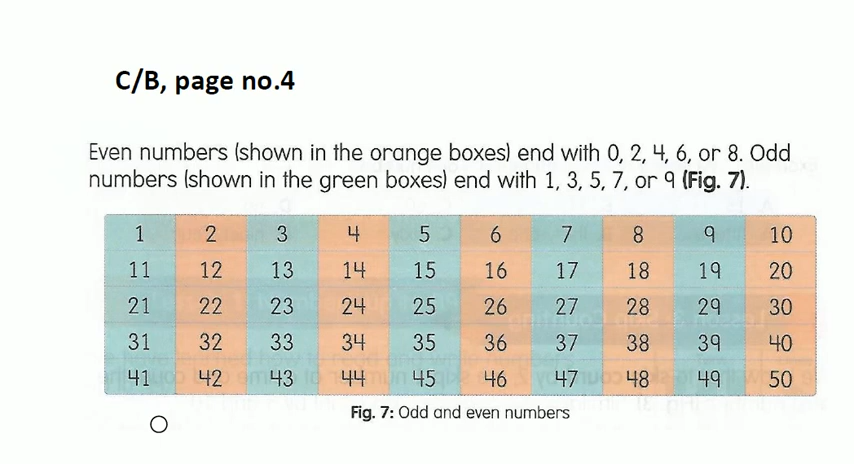 C/B, page no.4
Even numbers (shown in the orange boxes) end with 0, 2, 4, 6, or 8. Odd
numbers (shown in the green boxes) end with 1, 3, 5, 7, or 9 (Fig. 7).
1 2 3 4 5 6 7 8 9 10
11 12 13 14 15 16 17 18 19 20
21 22 23 24 25 26 27 28 29 30
31 32 33 34 35 36 37 38 39 40
41 42 43 44 45 46 47 48 49 50
Fig. 7: Odd and even numbers